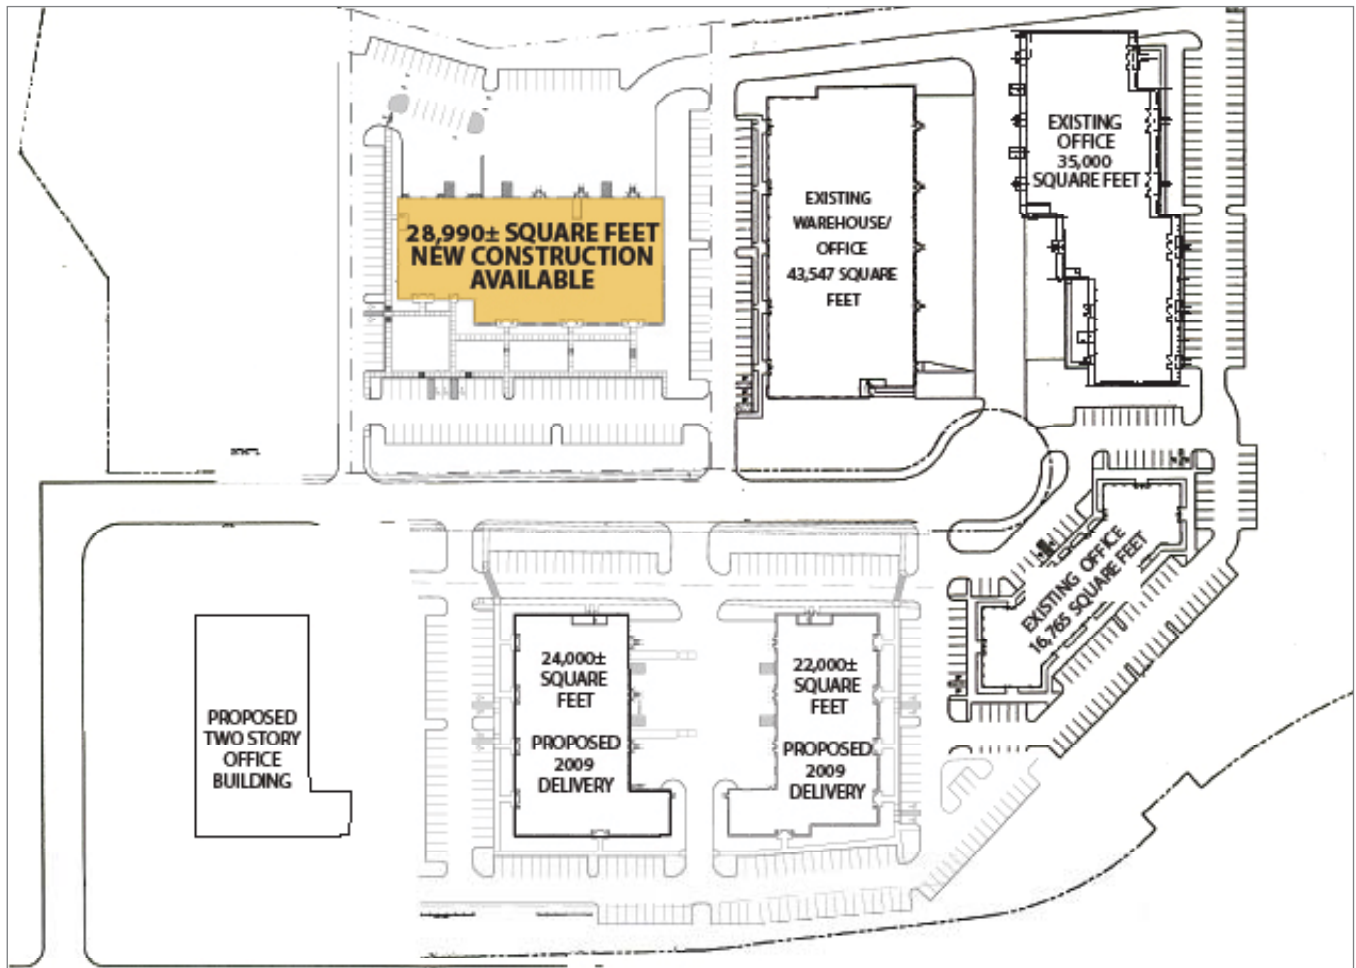 28,990± SQUARE FEET
NEW CONSTRUCTION
AVAILABLE
EXISTING
WAREHOUSE/
OFFICE
43,547 SQUARE
FEET
EXISTING
OFFICE
35,000
SQUARE FEET
EXISTING OFFICE
16,765 SQUARE FEET
PROPOSED
TWO STORY
OFFICE
BUILDING
24,000±
SQUARE
FEET
PROPOSED
2009
DELIVERY
22,000±
SQUARE
FEET
PROPOSED
2009
DELIVERY